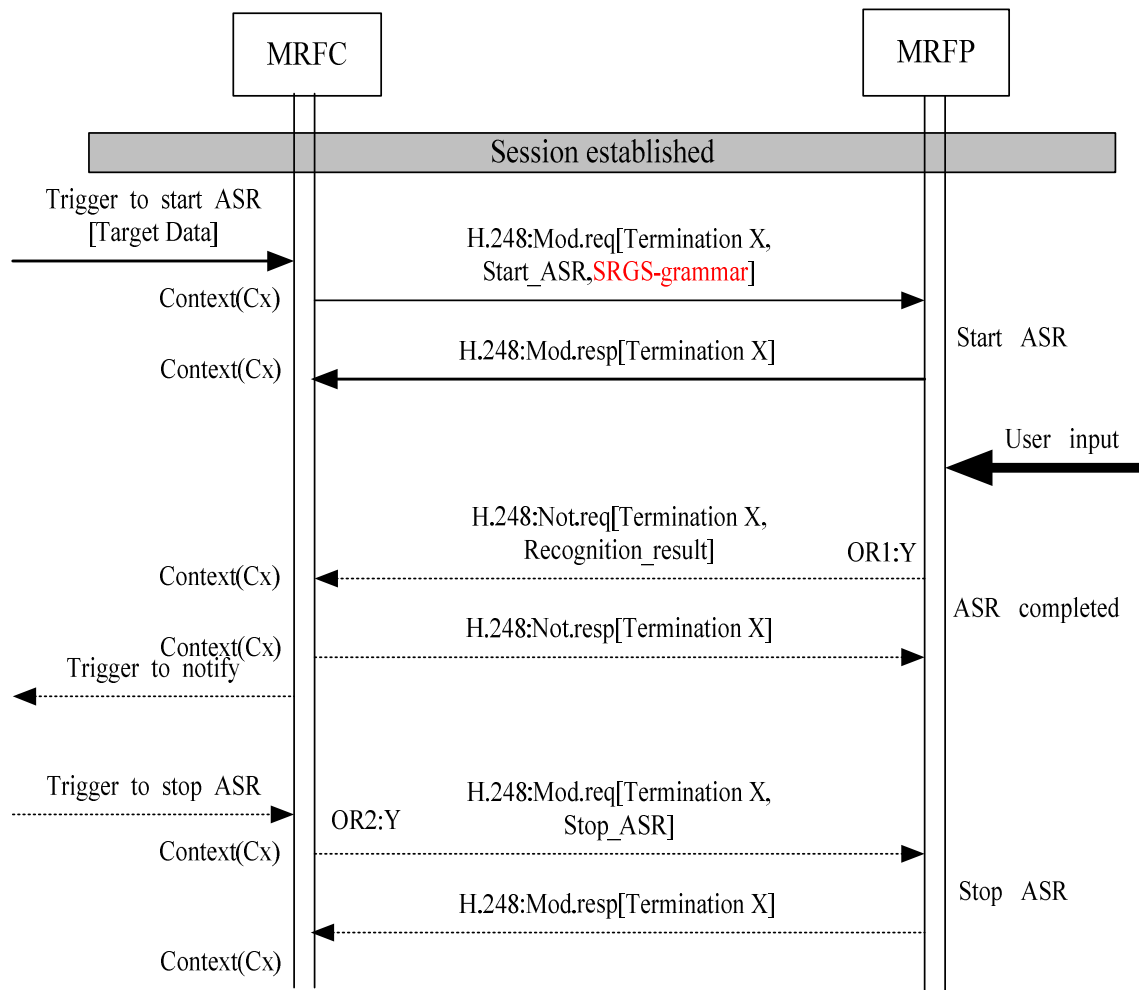 MRFC
MRFP
Session established
Trigger to start ASR
[Target Data]
H.248:Mod.req[Termination X,
Start_ASR,SRGS-grammar]
Context(Cx)
Start ASR
H.248:Mod.resp[Termination X]
Context(Cx)
User input
H.248:Not.req[Termination X,
Recognition_result]
OR1:Y
Context(Cx)
ASR completed
H.248:Not.resp[Termination X]
Context(Cx)
Trigger to notify
Trigger to stop ASR
H.248:Mod.req[Termination X,
Stop_ASR]
OR2:Y
Context(Cx)
Stop ASR
H.248:Mod.resp[Termination X]
Context(Cx)